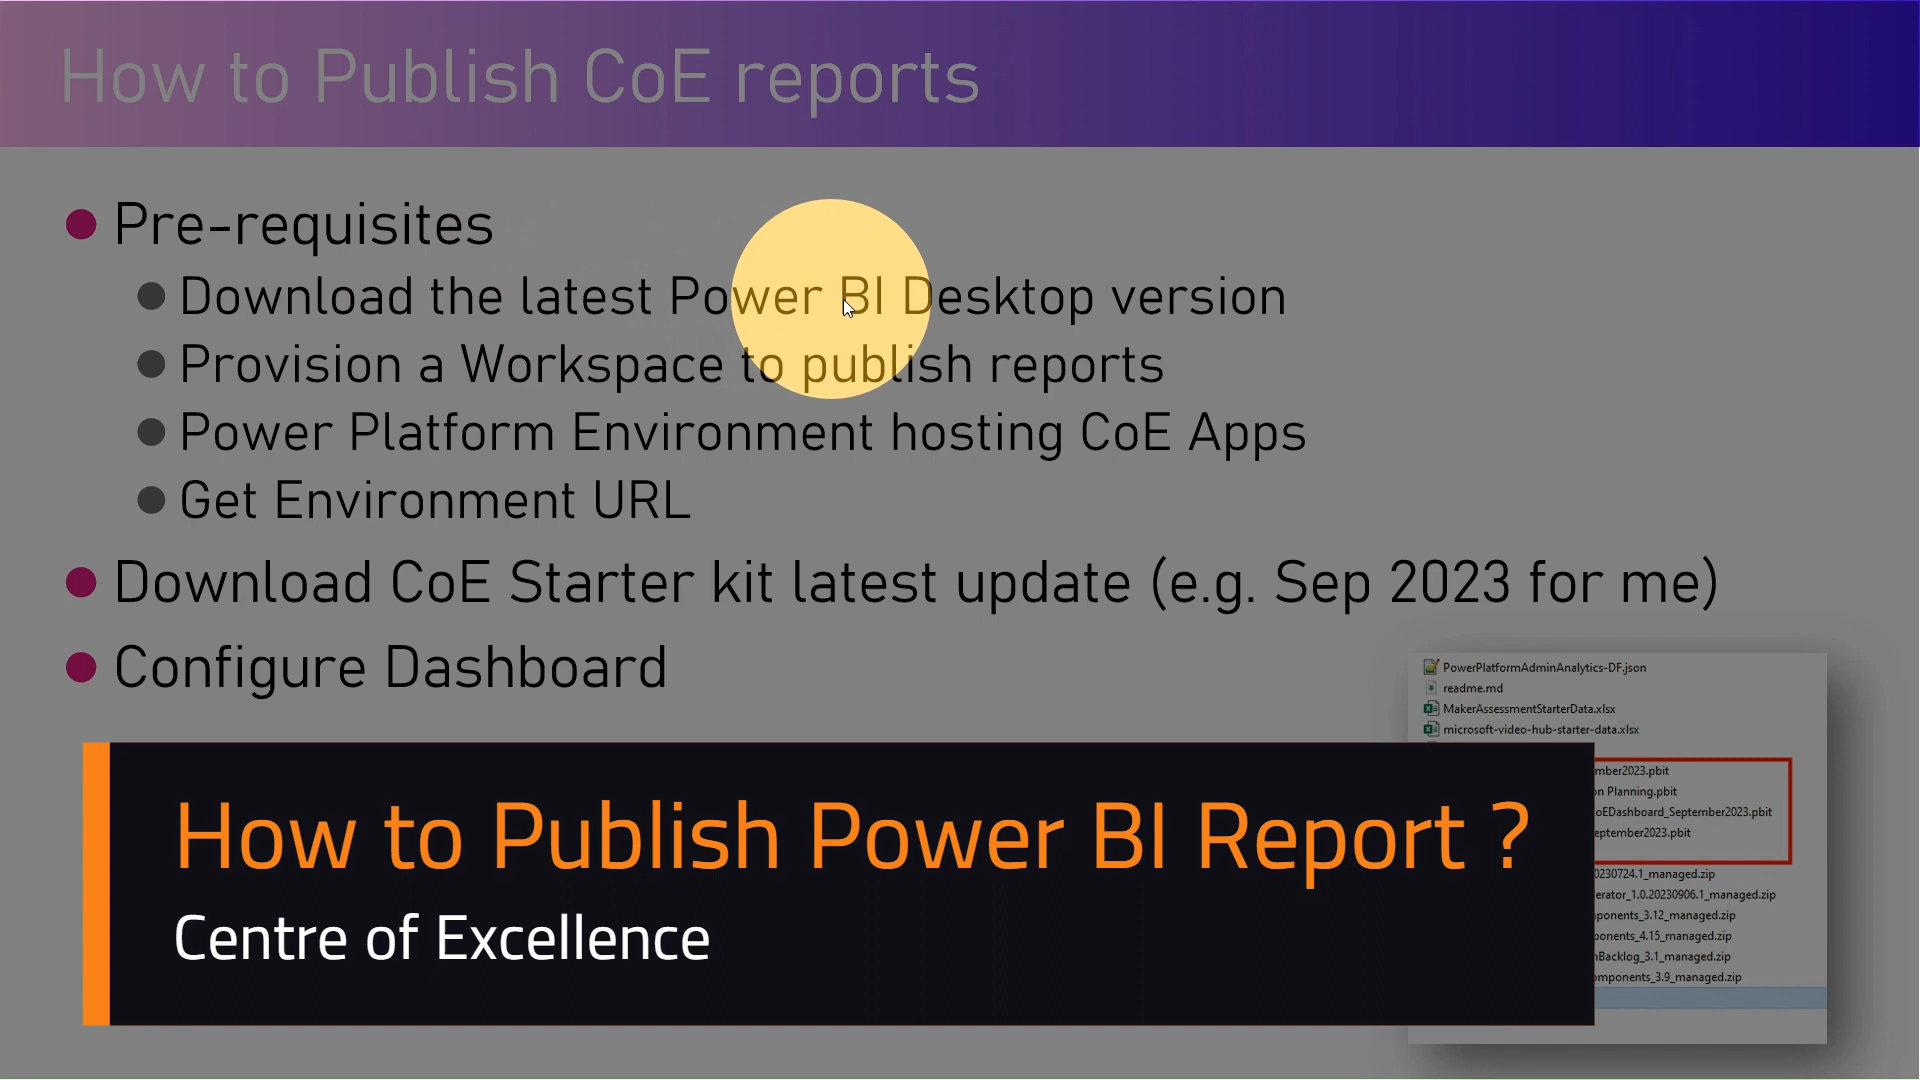 How to Publish CoE reports
Pre-requisites
Download the latest Power BI Desktop version
Provision a Workspace to publish reports
Power Platform Environment hosting CoE Apps
Get Environment URL
Download CoE Starter kit latest update (e.g. Sep 2023 for me)
Configure Dashboard
PowerPlatformAdminAnalytics-DF.json
readme.md
MakerAssessmentStarterData.xlsx
microsoft-video-hub-starter-data.xlsx
mber2023.pbit
on Planning.pbit
oEDashboard_September2023.pbit
eptember2023.pbit
0230724.1_managed.zip
erator_1.0.20230906.1_managed.zip
ponents_3.12_managed.zip
ponents_4.15_managed.zip
nBacklog_3.1_managed.zip
omponents_3.9_managed.zip
How to Publish Power BI Report ?
Centre of Excellence